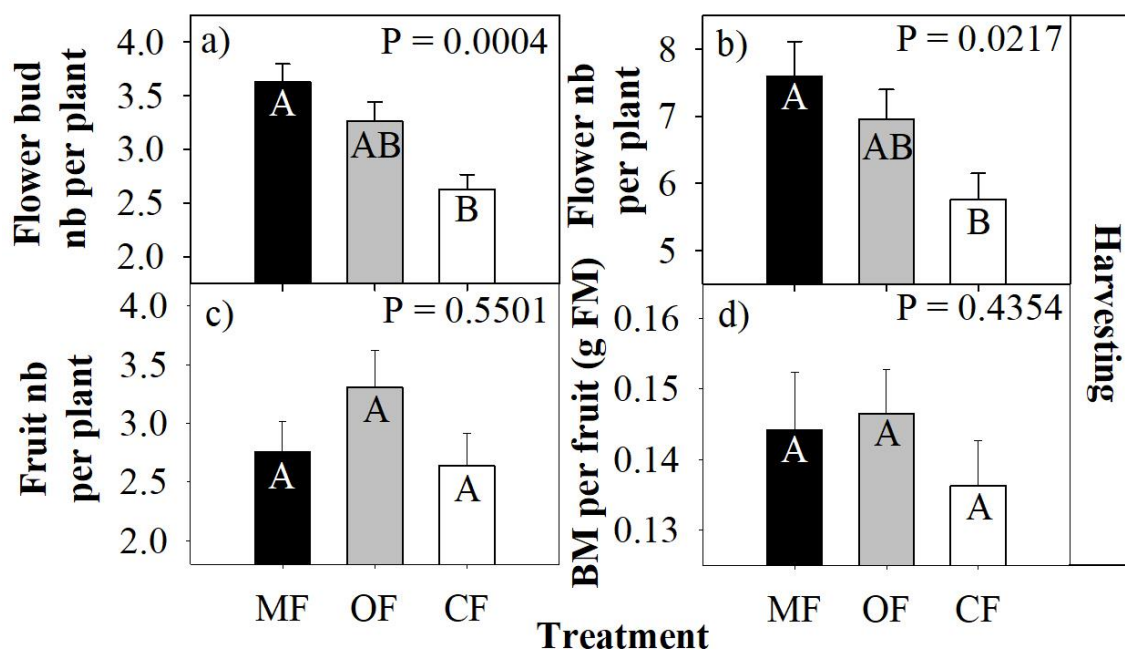 a)
P = 0.0004
Flower bud
nb per plant
4.0
3.5
3.0
2.5
2.0
A
AB
B
b)
P = 0.0217
Flower nb
per plant
8
7
6
5
A
AB
B
c)
P = 0.5501
Fruit nb
per plant
4.0
3.5
3.0
2.5
2.0
A
A
A
d)
P = 0.4354
BM per fruit (g FM)
0.16
0.15
0.14
0.13
A
A
A
Harvesting
MF OF CF
MF OF CF
Treatment